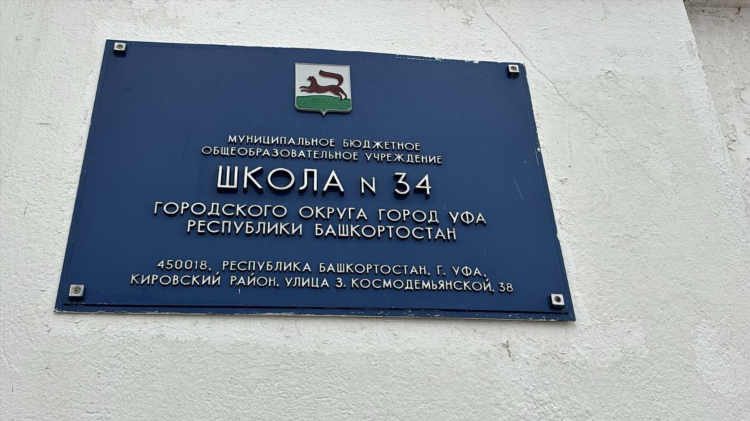 МУНИЦИПАЛЬНОЕ БЮДЖЕТНОЕ
ОБЩЕОБРАЗОВАТЕЛЬНОЕ УЧРЕЖДЕНИЕ
ШКОЛА N 34
ГОРОДСКОГО ОКРУГА ГОРОД УФА
РЕСПУБЛИКИ БАШКОРТОСТАН
450018, РЕСПУБЛИКА БАШКОРТОСТАН, Г. УФА,
КИРОВСКИЙ РАЙОН, УЛИЦА З. КОСМОДЕМЬЯНСКОЙ, 38